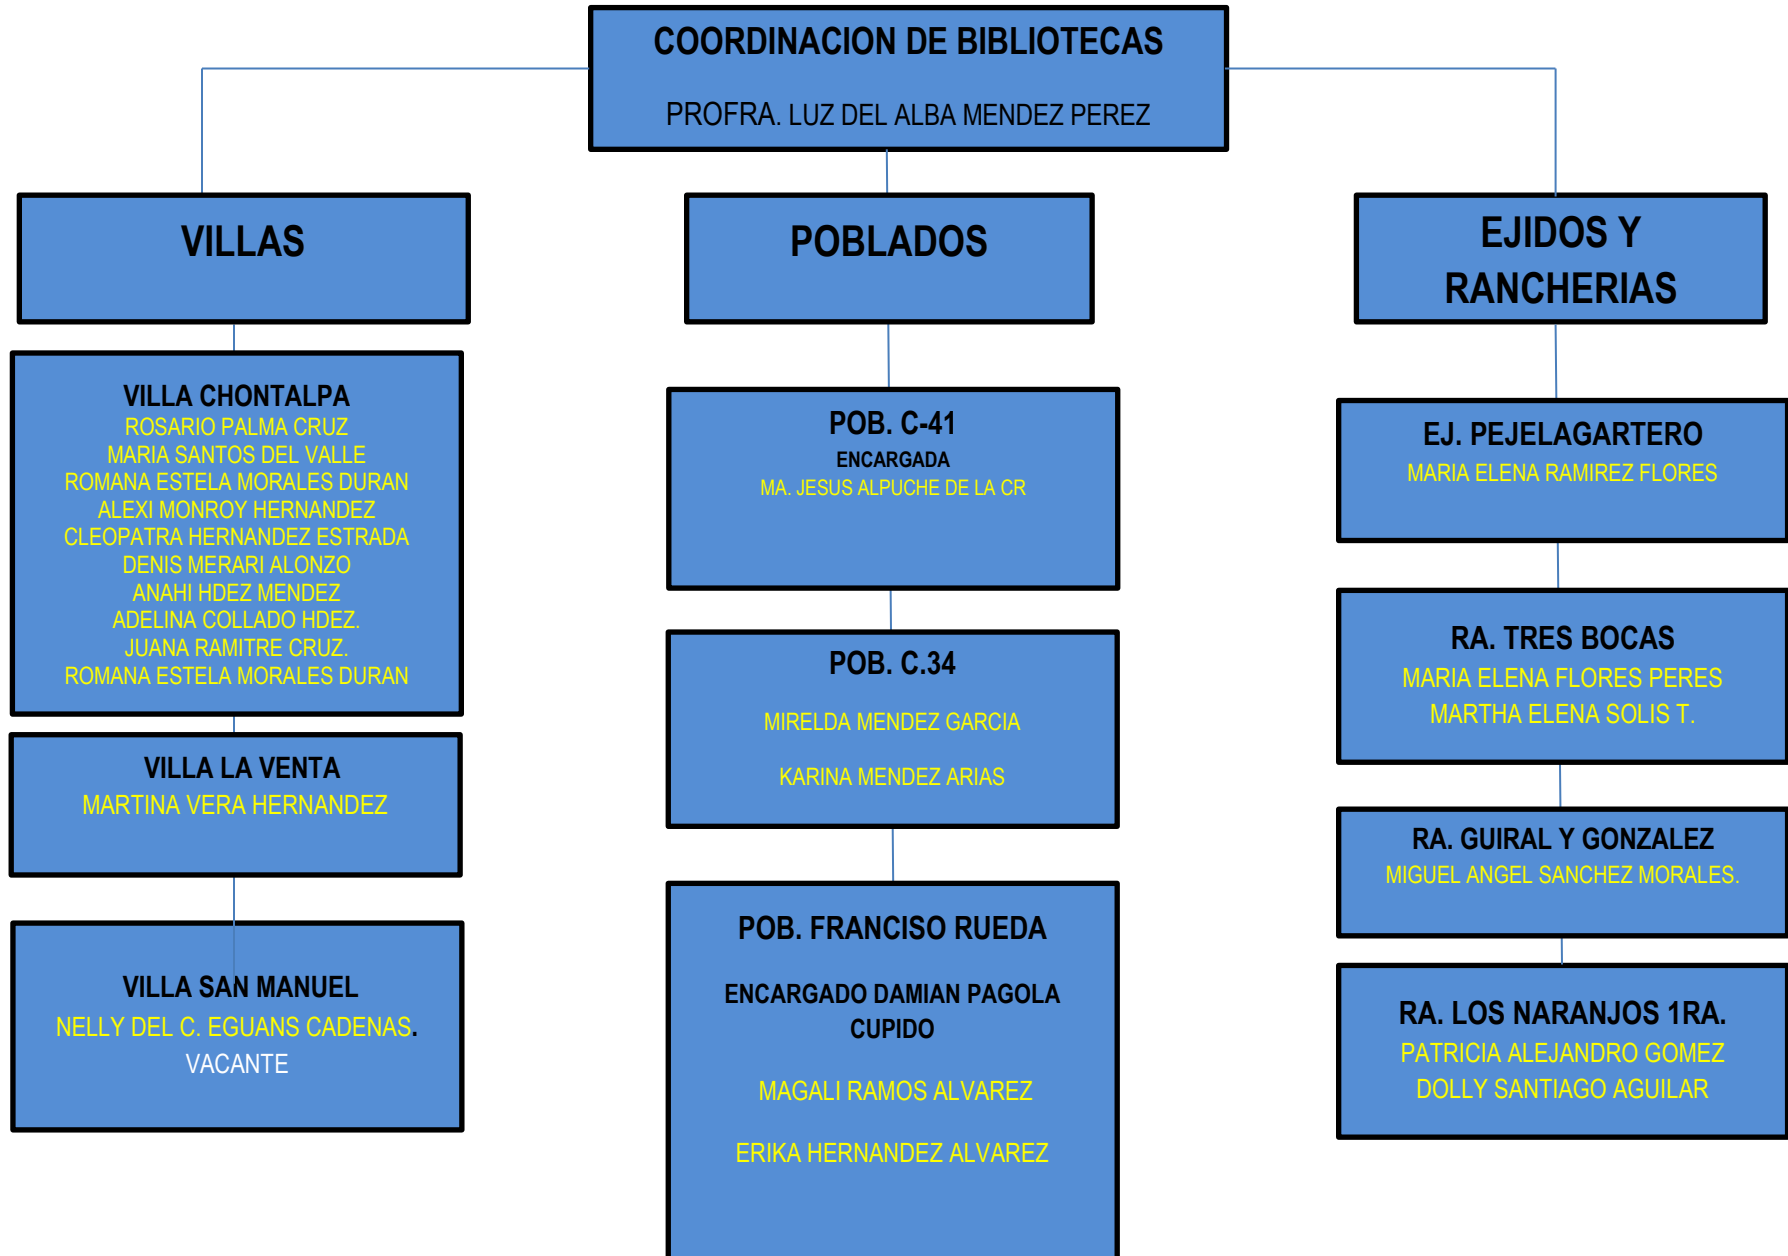 COORDINACION DE BIBLIOTECAS
PROFRA. LUZ DEL ALBA MENDEZ PEREZ
VILLAS
VILLA CHONTALPA
ROSARIO PALMA CRUZ
MARIA SANTOS DEL VALLE
ROMANA ESTELA MORALES DURAN
ALEXI MONROY HERNANDEZ
CLEOPATRA HERNANDEZ ESTRADA
DENIS MERARI ALONZO
ANAHI HDEZ MENDEZ
ADELINA COLLADO HDEZ.
JUANA RAMITRE CRUZ.
ROMANA ESTELA MORALES DURAN
VILLA LA VENTA
MARTINA VERA HERNANDEZ
VILLA SAN MANUEL
NELLY DEL C. EGUANS CADENAS.
VACANTE
POBLADOS
POB. C-41
ENCARGADA
MA. JESUS ALPUCHE DE LA CR
POB. C.34
MIRELDA MENDEZ GARCIA
KARINA MENDEZ ARIAS
POB. FRANCISO RUEDA
ENCARGADO DAMIAN PAGOLA
CUPIDO
MAGALI RAMOS ALVAREZ
ERIKA HERNANDEZ ALVAREZ
EJIDOS Y
RANCHERIAS
EJ. PEJELAGARTERO
MARIA ELENA RAMIREZ FLORES
RA. TRES BOCAS
MARIA ELENA FLORES PERES
MARTHA ELENA SOLIS T.
RA. GUIRAL Y GONZALEZ
MIGUEL ANGEL SANCHEZ MORALES.
RA. LOS NARANJOS 1RA.
PATRICIA ALEJANDRO GOMEZ
DOLLY SANTIAGO AGUILAR